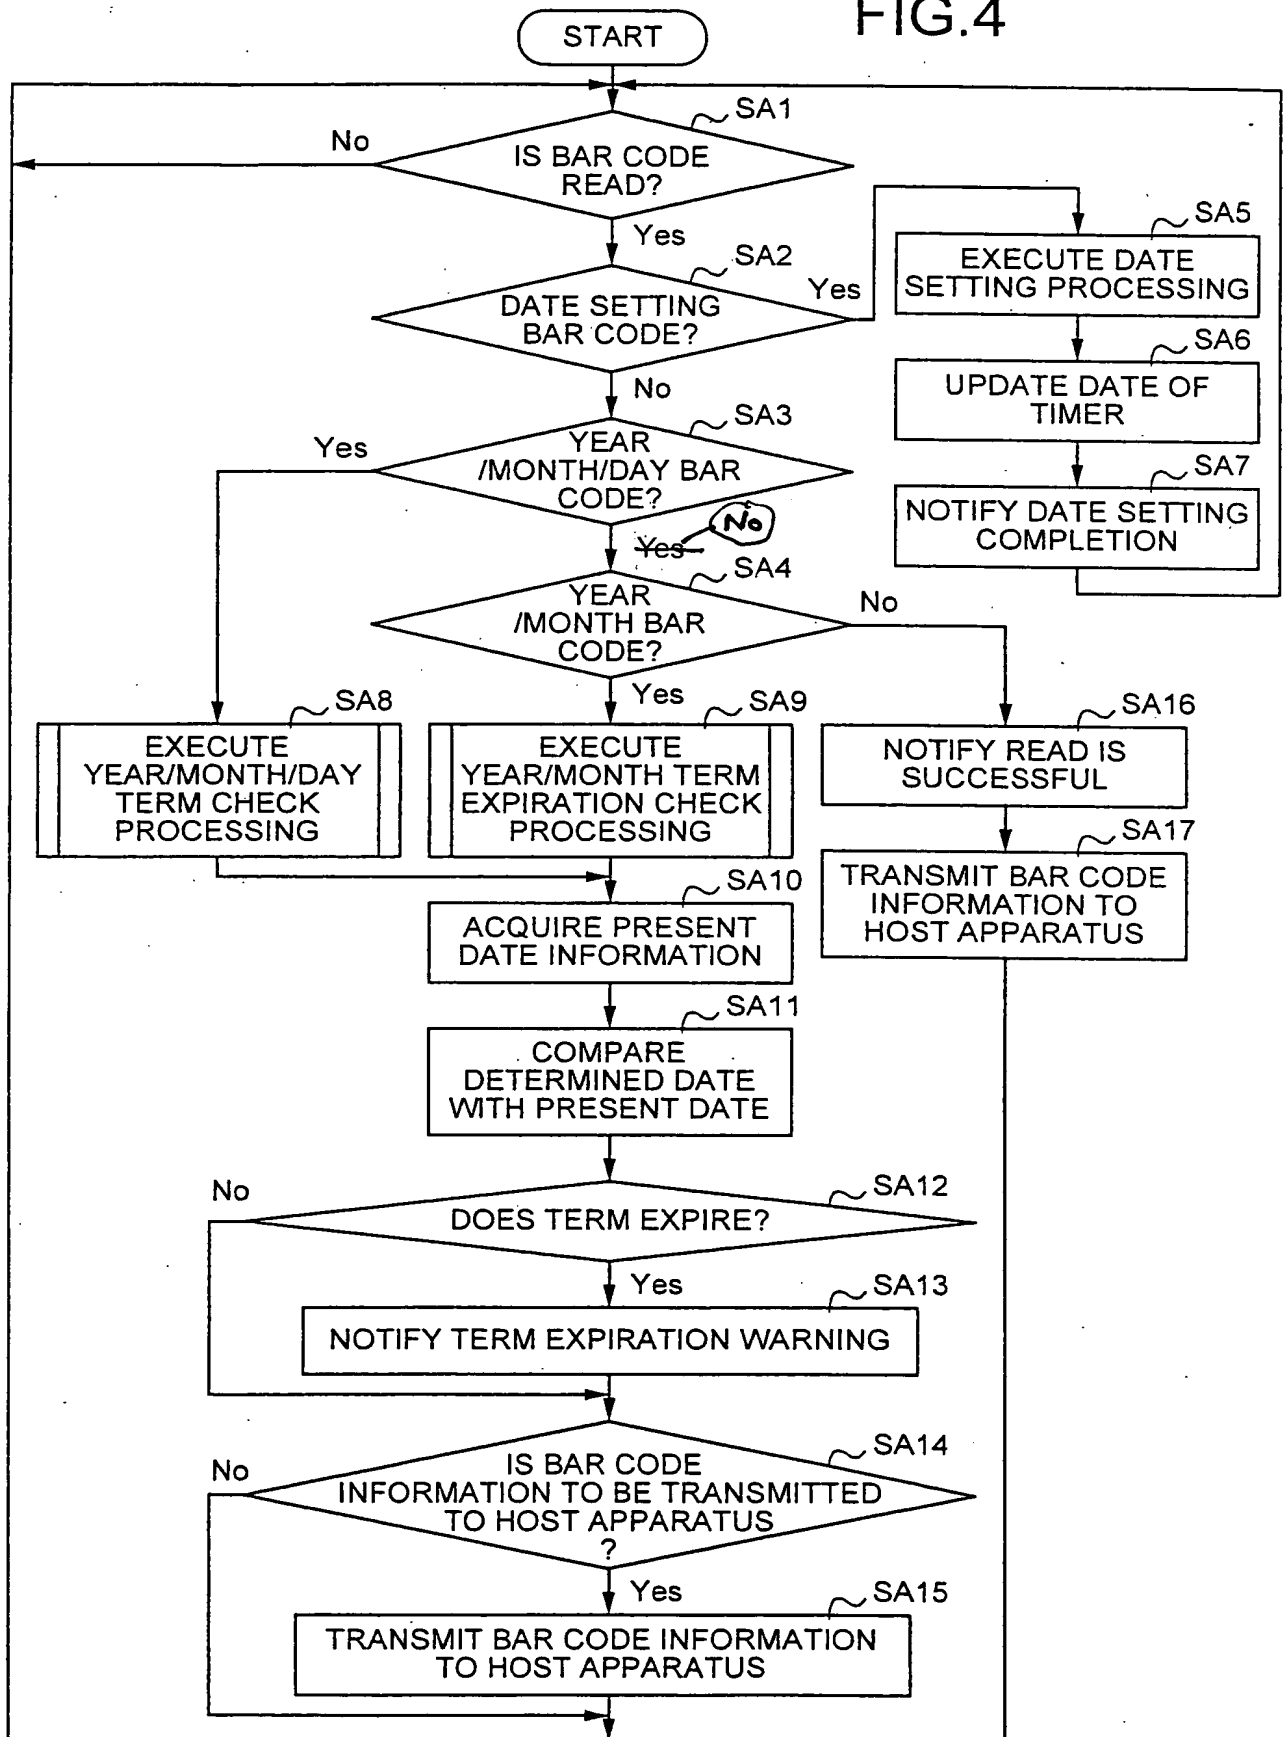 FIG.4
START
SA1
No
IS BAR CODE
READ?
Yes
SA2
DATE SETTING
BAR CODE?
Yes
SA5
EXECUTE DATE
SETTING PROCESSING
SA6
UPDATE DATE OF
TIMER
SA7
NOTIFY DATE SETTING
COMPLETION
No
SA3
Yes
YEAR
/MONTH/DAY BAR
CODE?
Yes
No
SA4
YEAR
/MONTH BAR
CODE?
No
Yes
SA8
EXECUTE
YEAR/MONTH/DAY
TERM CHECK
PROCESSING
SA9
EXECUTE
YEAR/MONTH TERM
EXPIRATION CHECK
PROCESSING
SA16
NOTIFY READ IS
SUCCESSFUL
SA17
TRANSMIT BAR CODE
INFORMATION TO
HOST APPARATUS
SA10
ACQUIRE PRESENT
DATE INFORMATION
SA11
COMPARE
DETERMINED DATE
WITH PRESENT DATE
SA12
No
DOES TERM EXPIRE?
Yes
SA13
NOTIFY TERM EXPIRATION WARNING
SA14
No
IS BAR CODE
INFORMATION TO BE TRANSMITTED
TO HOST APPARATUS
?
Yes
SA15
TRANSMIT BAR CODE INFORMATION
TO HOST APPARATUS